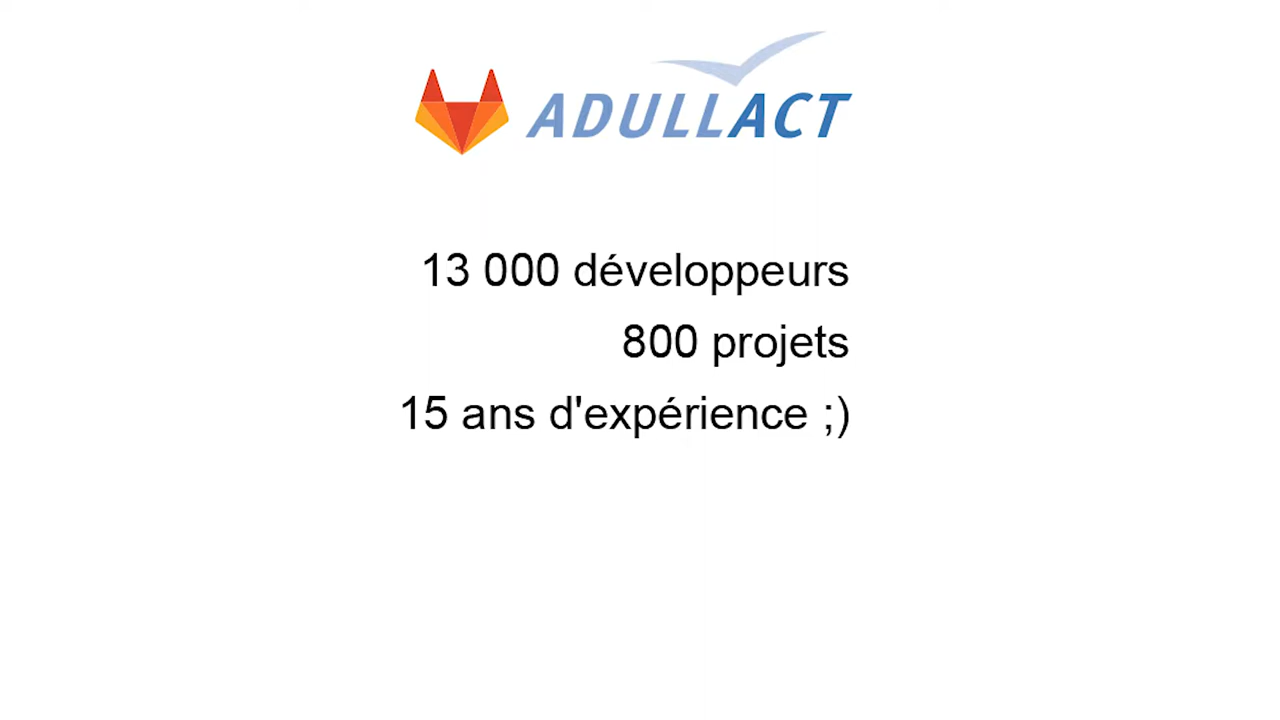 ADULLACT
13 000 développeurs
800 projets
15 ans d'expérience ;)